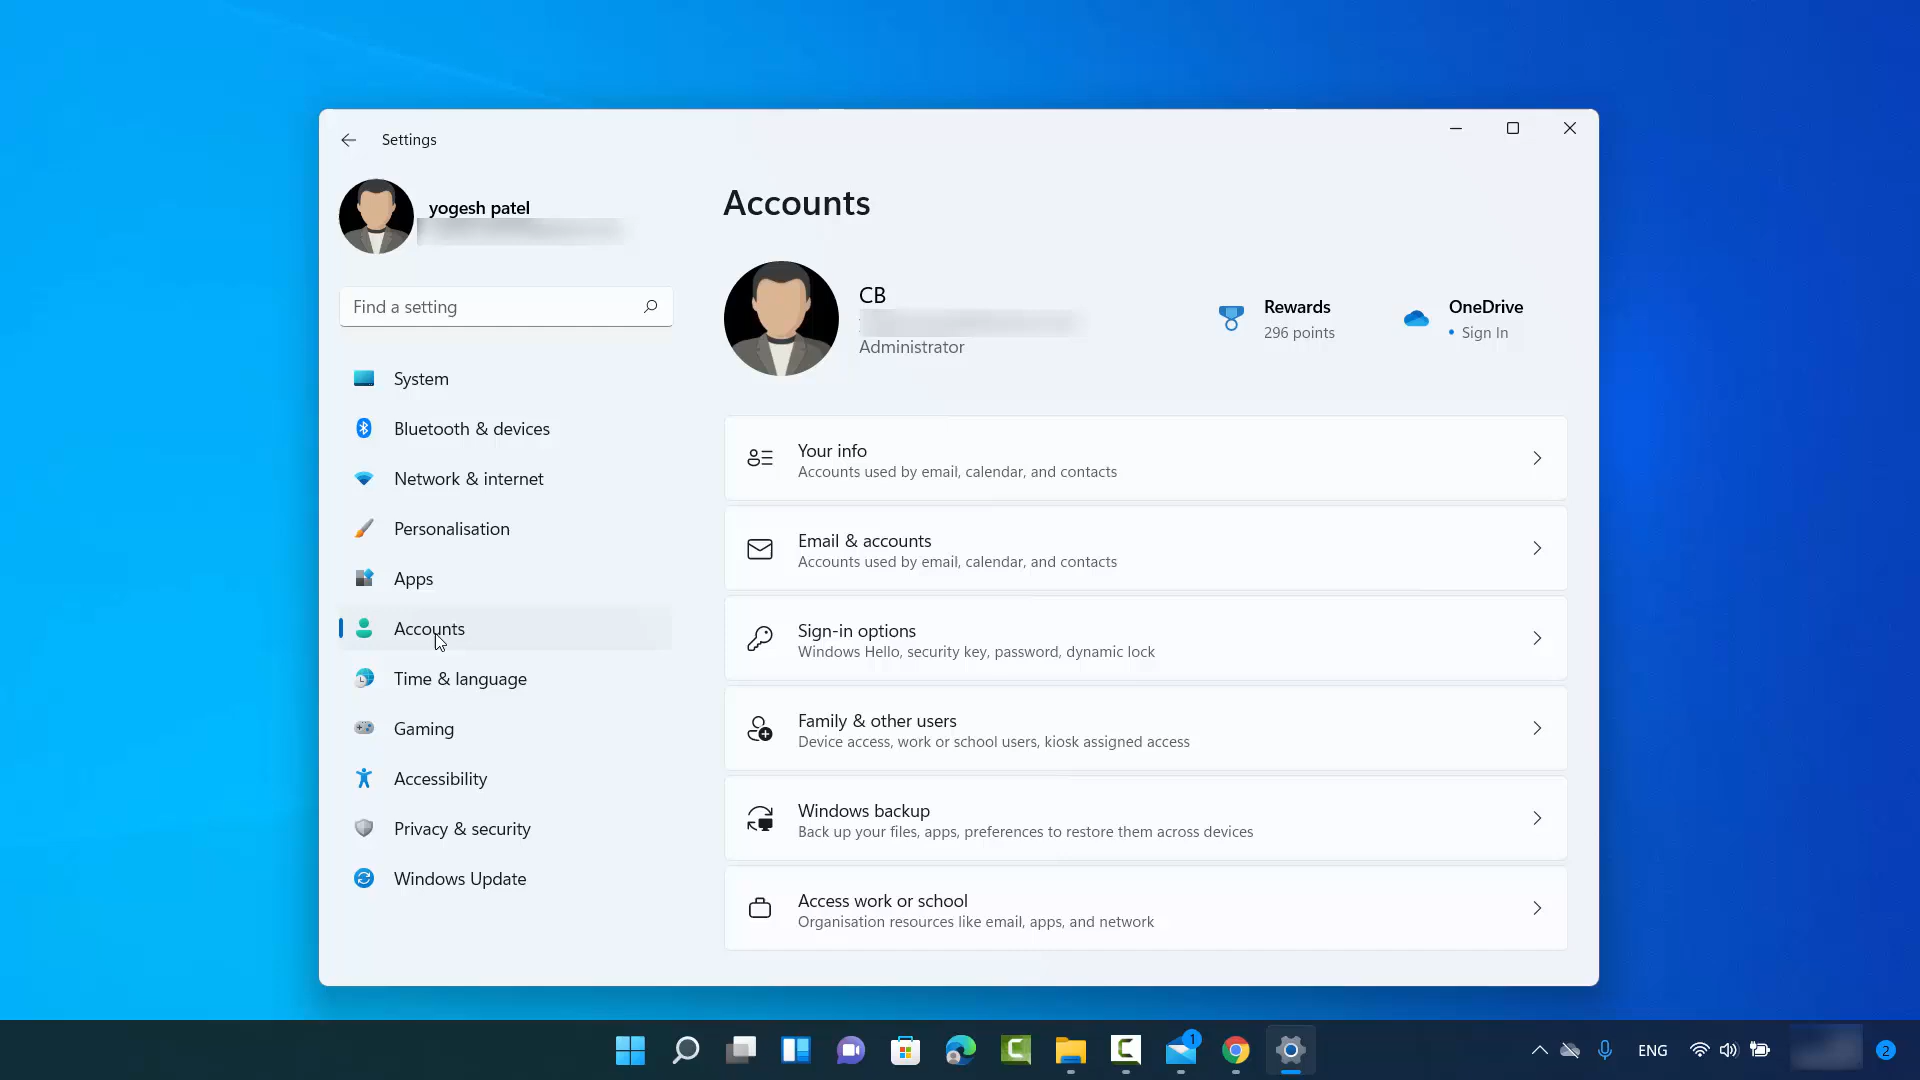 Settings
yogesh patel
Find a setting
System
Bluetooth & devices
Network & internet
Personalisation
Apps
Accounts
Time & language
Gaming
Accessibility
Privacy & security
Windows Update
Accounts
CB
Administrator
Rewards
296 points
OneDrive
• Sign In
Your info
Accounts used by email, calendar, and contacts
Email & accounts
Accounts used by email, calendar, and contacts
Sign-in options
Windows Hello, security key, password, dynamic lock
Family & other users
Device access, work or school users, kiosk assigned access
Windows backup
Back up your files, apps, preferences to restore them across devices
Access work or school
Organisation resources like email, apps, and network
1
ENG
2